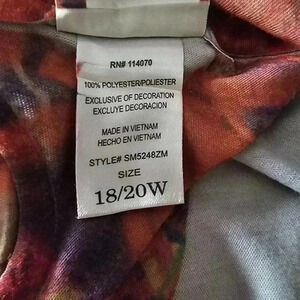 RN# 114070
100% POLYESTER/POLIESTER
EXCLUSIVE OF DECORATION
EXCLUYE DECORACION
MADE IN VIETNAM
HECHO EN VIETNAM
STYLE# SM5248ZM
SIZE
18/20W